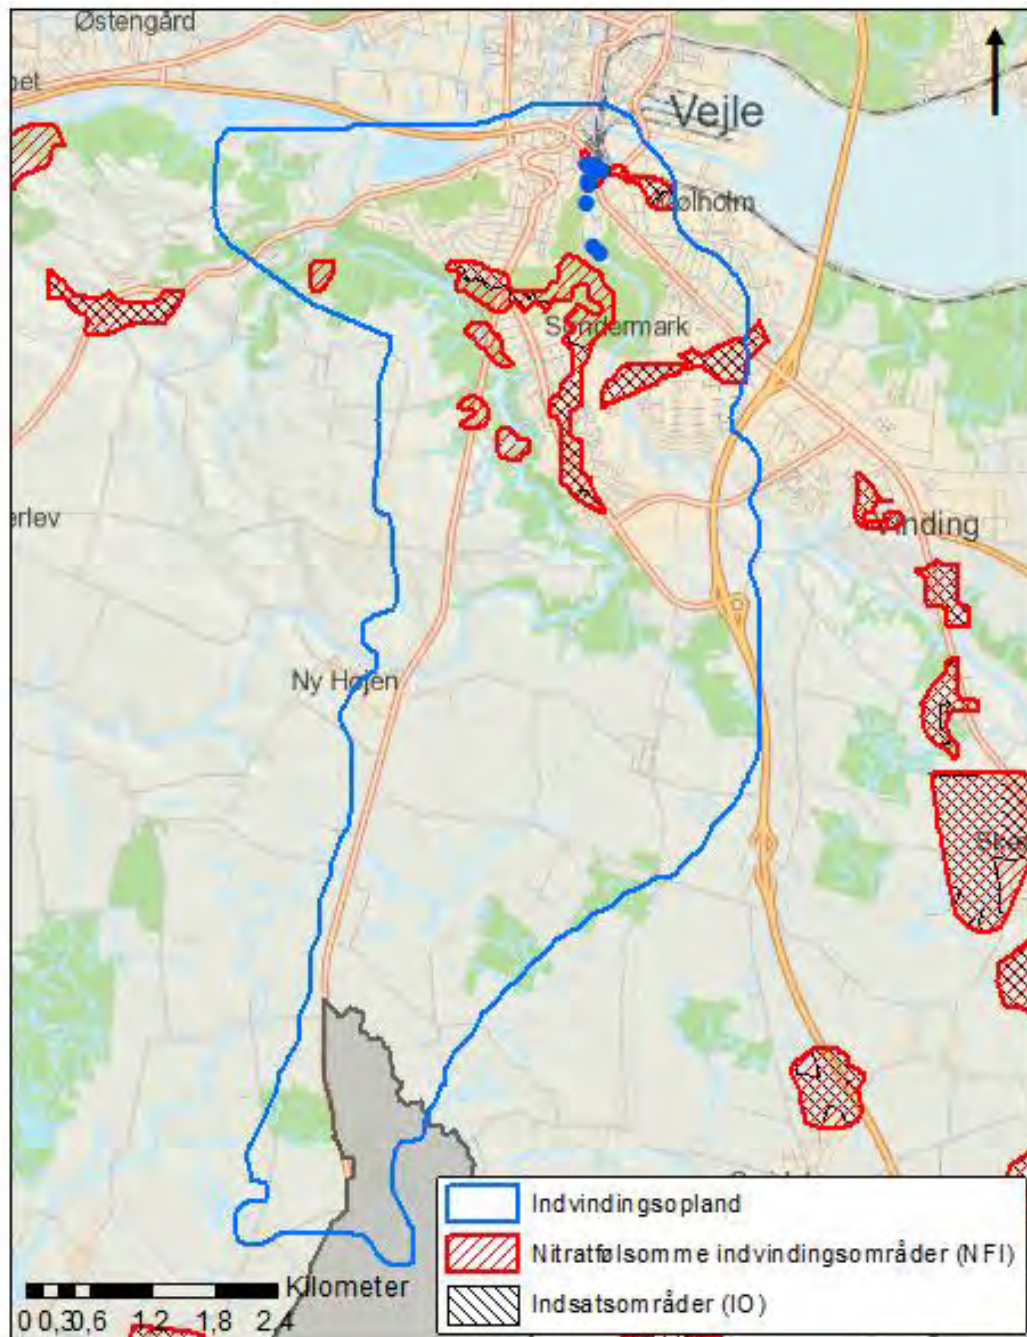 Østengård
Vejle
Søndermark
Ny Højen
Vinding
Indvindingsopland
Nitratfølsomme indvindingsområder (NFI)
Indsatsområder (IO)
Kilometer
0 0,3 0,6 1,2 1,8 2,4